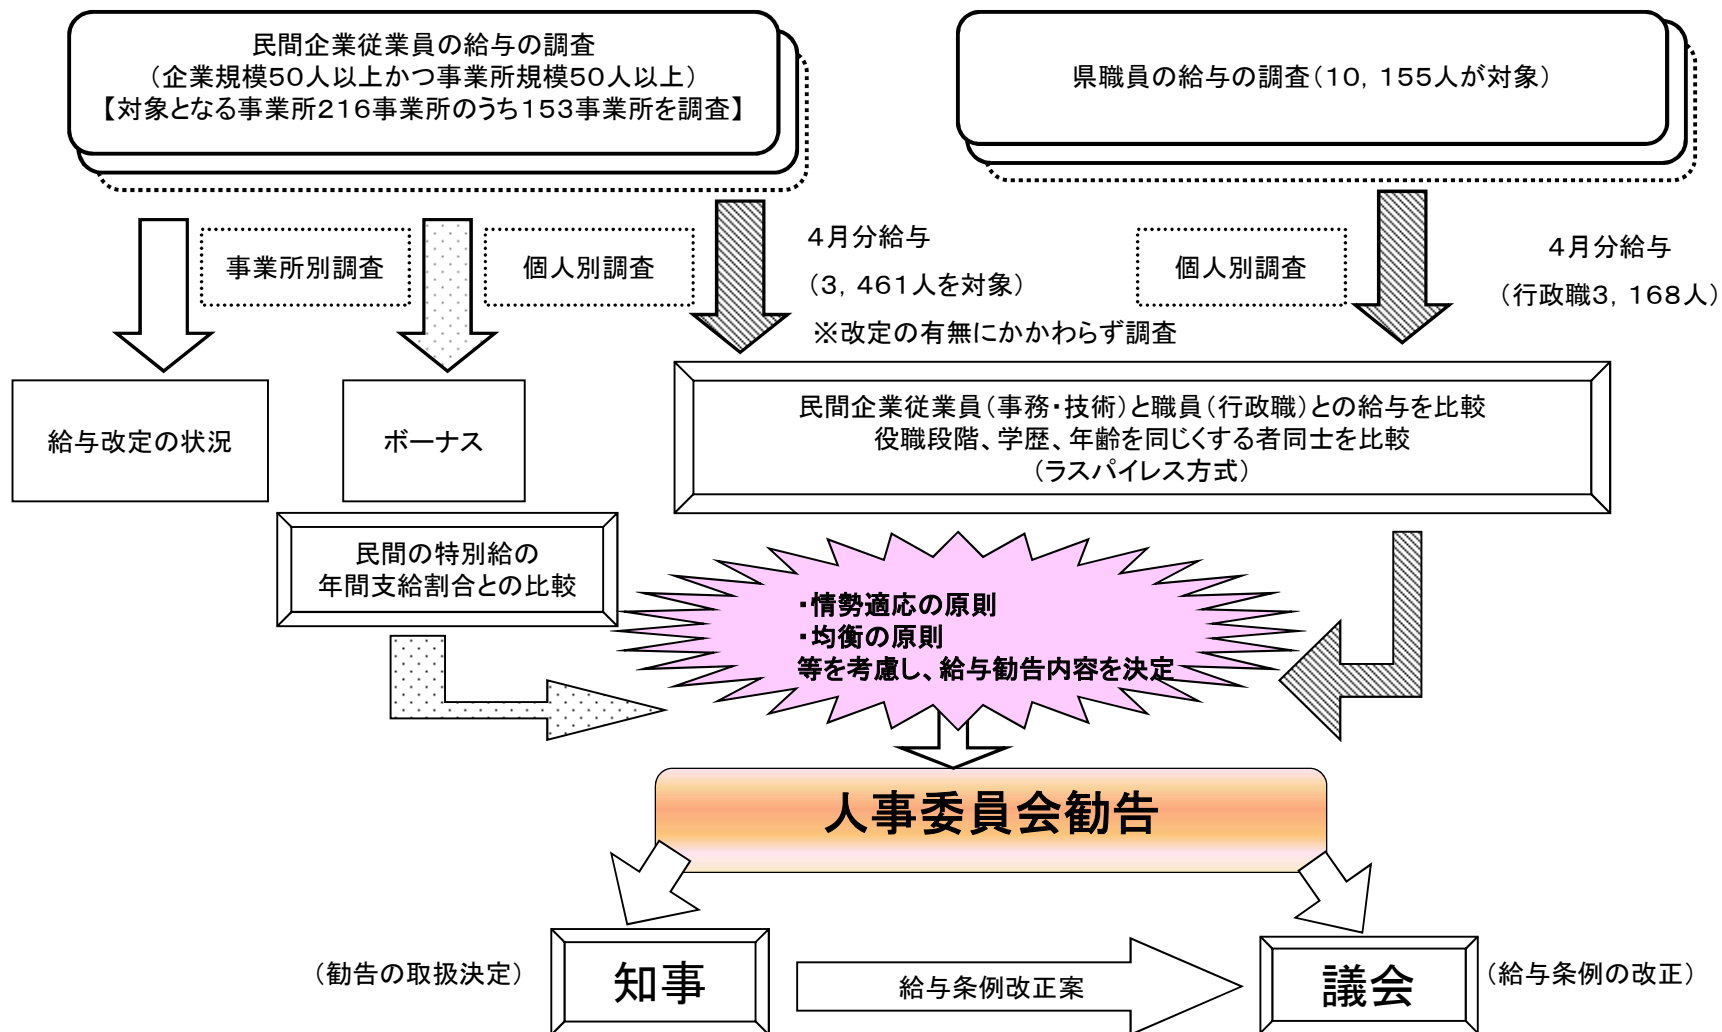 民間企業従業員の給与の調査
（企業規模５０人以上かつ事業所規模５０人以上）
【対象となる事業所２１６事業所のうち１５３事業所を調査】
県職員の給与の調査（１０，１５５人が対象）
事業所別調査
個人別調査
４月分給与
（３，４６１人を対象）
※改定の有無にかかわらず調査
個人別調査
４月分給与
（行政職３，１６８人）
給与改定の状況
ボーナス
民間企業従業員（事務・技術）と職員（行政職）との給与を比較
役職段階、学歴、年齢を同じくする者同士を比較
（ラスパイレス方式）
民間の特別給の
年間支給割合との比較
・情勢適応の原則
・均衡の原則
等を考慮し、給与勧告内容を決定
人事委員会勧告
（勧告の取扱決定）
知事
給与条例改正案
議会
（給与条例の改正）